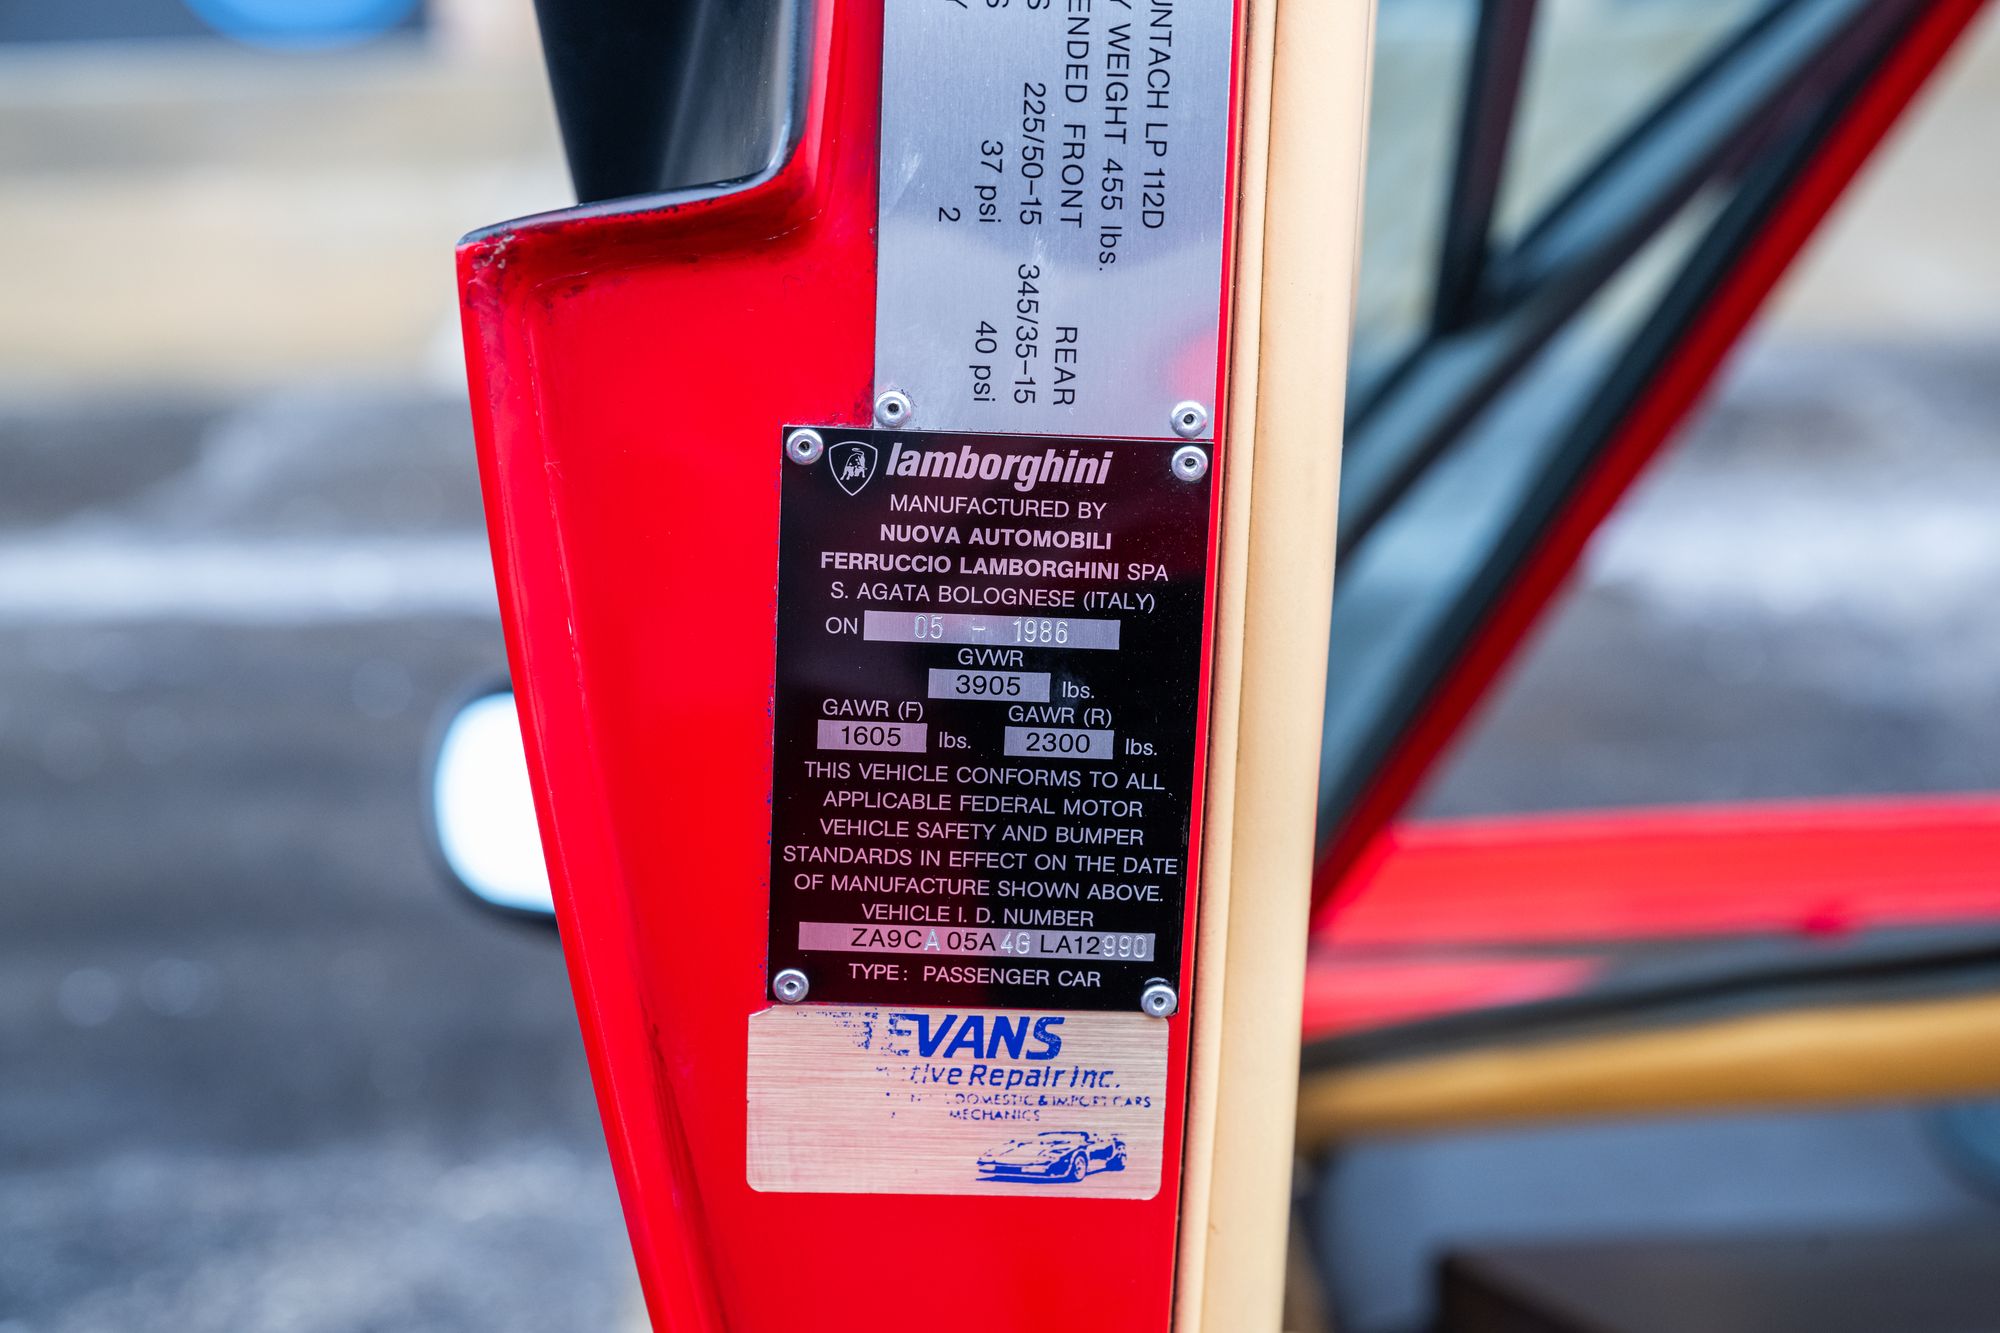 LP 112D
WEIGHT 455 lbs.
FRONT REAR
225/50-15 345/35-15
37 psi 40 psi
2
lamborghini
MANUFACTURED BY
NUOVA AUTOMOBILI
FERRUCCIO LAMBORGHINI SPA
S. AGATA BOLOGNESE (ITALY)
ON 05 - 1986
GVWR
3905 lbs.
GAWR (F) GAWR (R)
1605 lbs. 2300 lbs.
THIS VEHICLE CONFORMS TO ALL
APPLICABLE FEDERAL MOTOR
VEHICLE SAFETY AND BUMPER
STANDARDS IN EFFECT ON THE DATE
OF MANUFACTURE SHOWN ABOVE.
VEHICLE I. D. NUMBER
ZA9CA05A4GLA12990
TYPE: PASSENGER CAR
EVANS
Repair Inc.
DOMESTIC & IMPORT CARS
MECHANICS